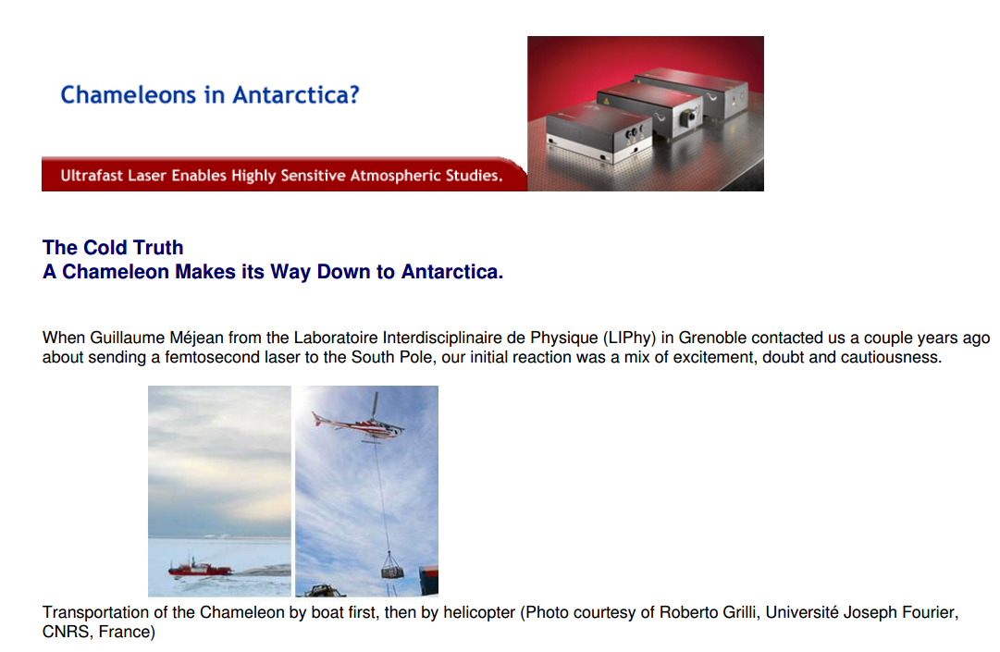 Chameleons in Antarctica?
Ultrafast Laser Enables Highly Sensitive Atmospheric Studies.
The Cold Truth
A Chameleon Makes its Way Down to Antarctica.
When Guillaume Méjean from the Laboratoire Interdisciplinaire de Physique (LIPhy) in Grenoble contacted us a couple years ago
about sending a femtosecond laser to the South Pole, our initial reaction was a mix of excitement, doubt and cautiousness.
Transportation of the Chameleon by boat first, then by helicopter (Photo courtesy of Roberto Grilli, Université Joseph Fourier,
CNRS, France)